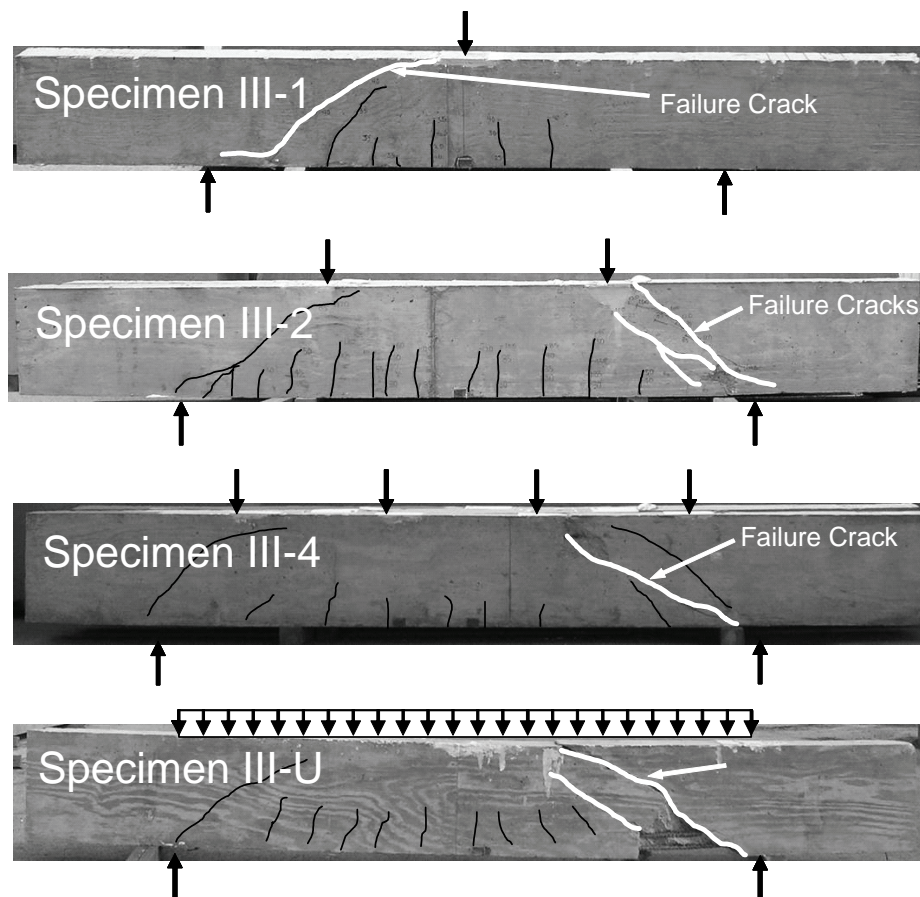 Specimen III-1
Failure Crack
Specimen III-2
Failure Cracks
Specimen III-4
Failure Crack
Specimen III-U